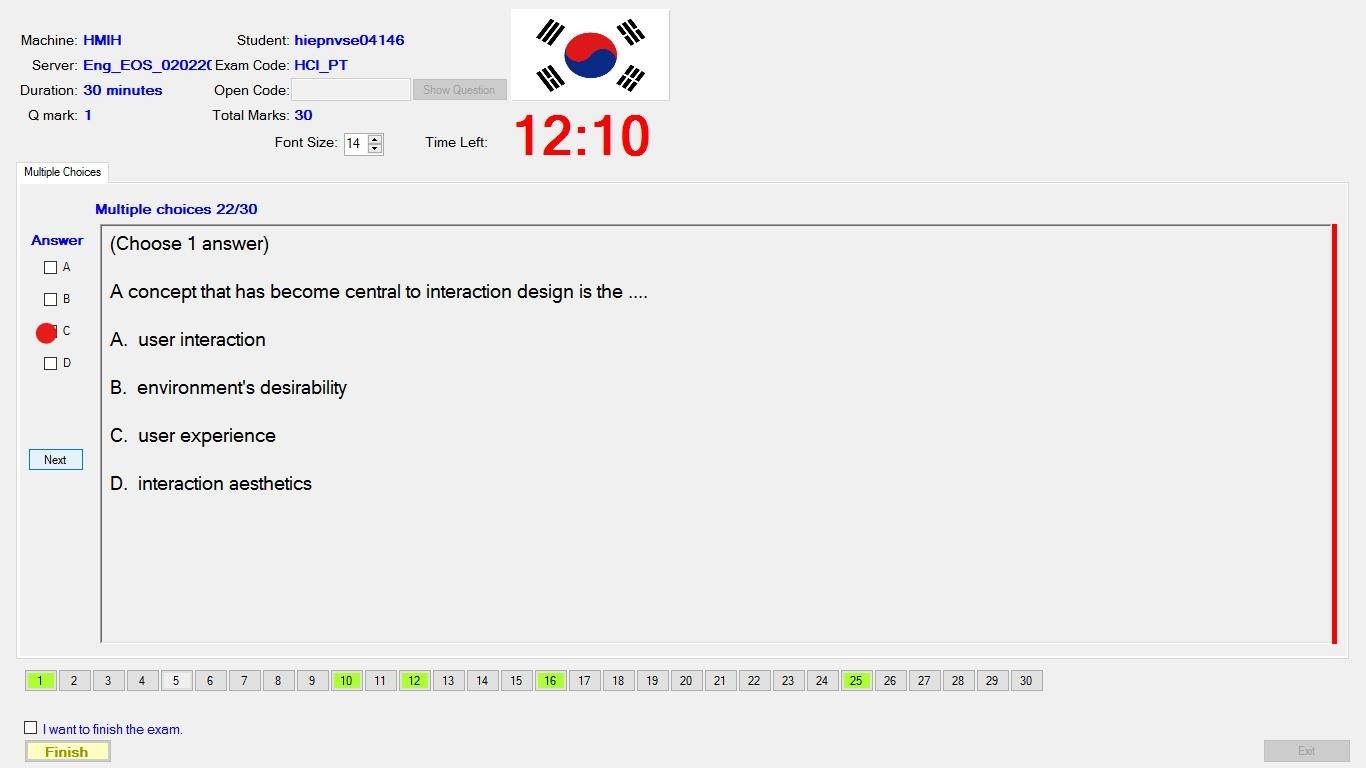 Machine: HMIH Student: hiepnvse04146
Server: Eng_EOS_02022( Exam Code: HCI_PT
Duration: 30 minutes Open Code: Show Question
Q mark: 1 Total Marks: 30
Font Size: 14 Time Left: 12:10
Multiple Choices
Multiple choices 22/30
Answer
A
B
C
D
Next
(Choose 1 answer)
A concept that has become central to interaction design is the ....
A. user interaction
B. environment's desirability
C. user experience
D. interaction aesthetics
1 2 3 4 5 6 7 8 9 10 11 12 13 14 15 16 17 18 19 20 21 22 23 24 25 26 27 28 29 30
I want to finish the exam.
Finish Exit